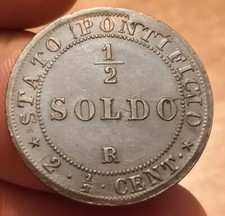 ★ STATO PONTIFICIO ★
1/2
SOLDO
R
2 · 1/2 · CENT.